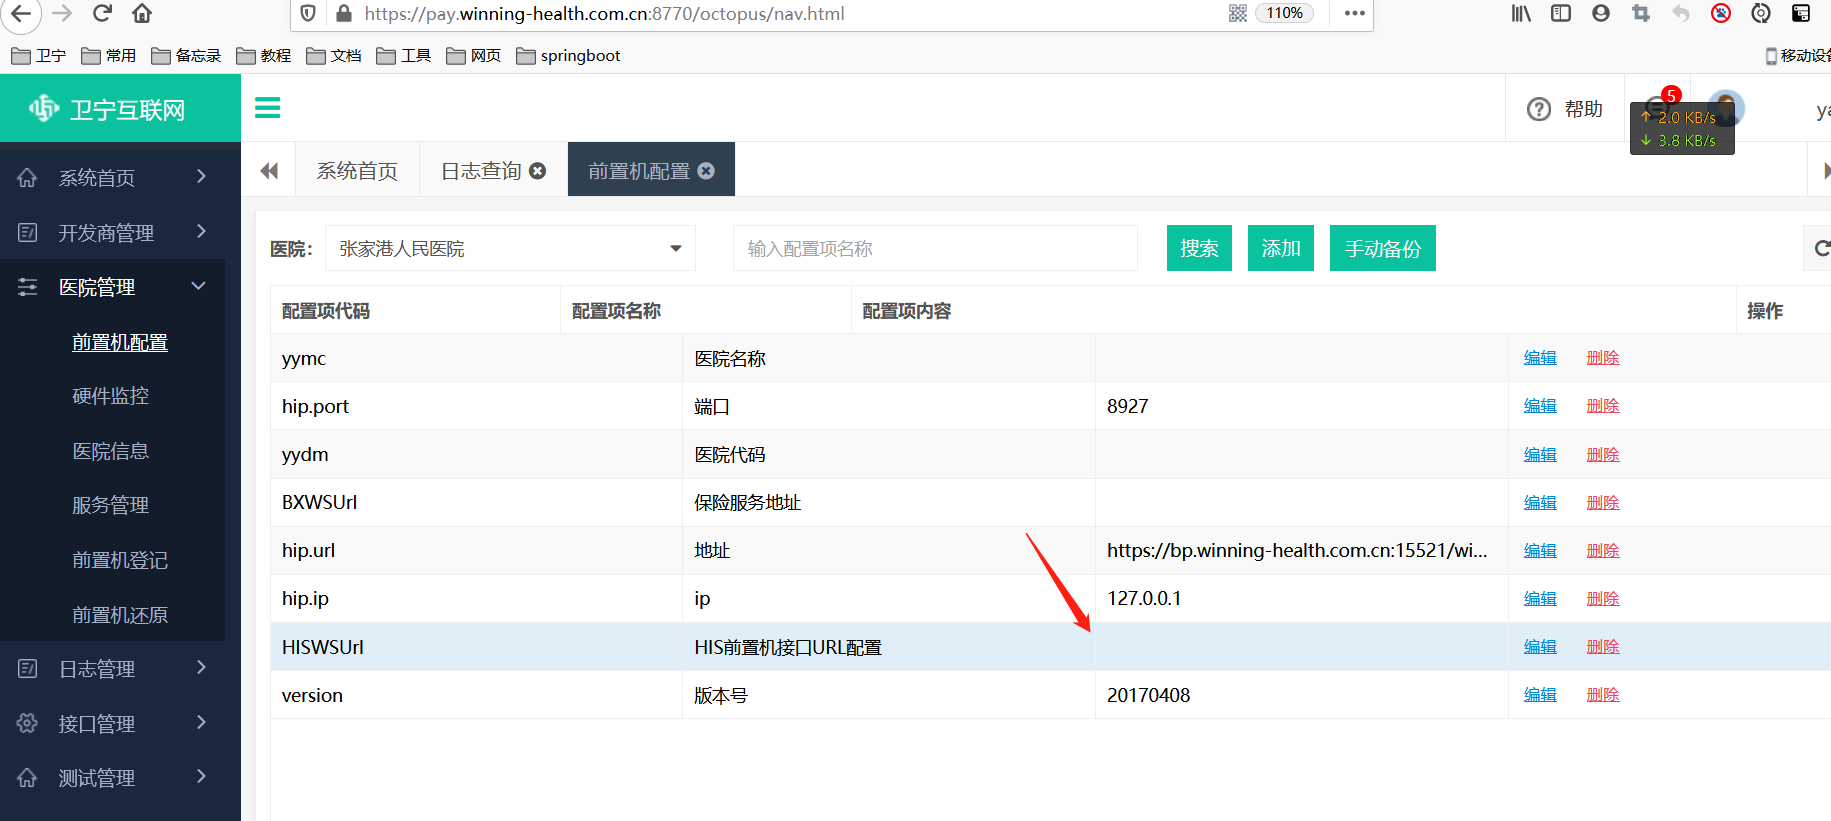 https://pay.winning-health.com.cn:8770/octopus/nav.html
110%
卫宁 常用 备忘录 教程 文档 工具 网页 springboot
卫宁互联网
帮助
5
2.0 KB/s
3.8 KB/s
系统首页 日志查询 前置机配置
系统首页
开发商管理
医院管理
前置机配置
硬件监控
医院信息
服务管理
前置机登记
前置机还原
日志管理
接口管理
测试管理
医院： 张家港人民医院 输入配置项名称 搜索 添加 手动备份
配置项代码 配置项名称 配置项内容 操作
yymc 医院名称 编辑 删除
hip.port 端口 8927 编辑 删除
yydm 医院代码 编辑 删除
BXWSUrl 保险服务地址 编辑 删除
hip.url 地址 https://bp.winning-health.com.cn:15521/wi... 编辑 删除
hip.ip ip 127.0.0.1 编辑 删除
HISWSUrl HIS前置机接口URL配置 编辑 删除
version 版本号 20170408 编辑 删除